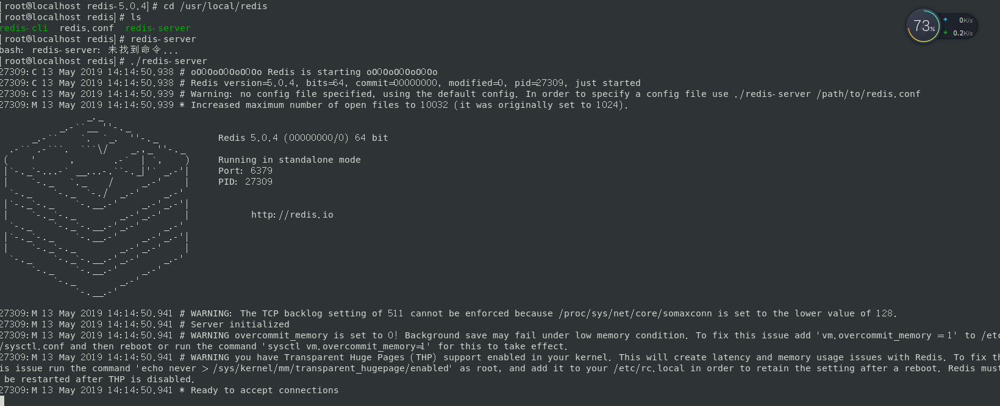 [root@localhost redis-5.0.4]# cd /usr/local/redis
[root@localhost redis]# ls
redis-cli  redis.conf  redis-server
[root@localhost redis]# redis-server
bash: redis-server: 未找到命令...
[root@localhost redis]# ./redis-server
27309:C 13 May 2019 14:14:50.938 # oO0OoO0OoO0Oo Redis is starting oO0OoO0OoO0Oo
27309:C 13 May 2019 14:14:50.938 # Redis version=5.0.4, bits=64, commit=00000000, modified=0, pid=27309, just started
27309:C 13 May 2019 14:14:50.939 # Warning: no config file specified, using the default config. In order to specify a config file use ./redis-server /path/to/redis.conf
27309:M 13 May 2019 14:14:50.939 * Increased maximum number of open files to 10032 (it was originally set to 1024).
Redis 5.0.4 (00000000/0) 64 bit
Running in standalone mode
Port: 6379
PID: 27309
http://redis.io
27309:M 13 May 2019 14:14:50.941 # WARNING: The TCP backlog setting of 511 cannot be enforced because /proc/sys/net/core/somaxconn is set to the lower value of 128.
27309:M 13 May 2019 14:14:50.941 # Server initialized
27309:M 13 May 2019 14:14:50.941 # WARNING overcommit_memory is set to 0! Background save may fail under low memory condition. To fix this issue add 'vm.overcommit_memory = 1' to /etc
/sysctl.conf and then reboot or run the command 'sysctl vm.overcommit_memory=1' for this to take effect.
27309:M 13 May 2019 14:14:50.941 # WARNING you have Transparent Huge Pages (THP) support enabled in your kernel. This will create latency and memory usage issues with Redis. To fix th
is issue run the command 'echo never > /sys/kernel/mm/transparent_hugepage/enabled' as root, and add it to your /etc/rc.local in order to retain the setting after a reboot. Redis must
be restarted after THP is disabled.
27309:M 13 May 2019 14:14:50.941 * Ready to accept connections
73%
0K/s
0.2K/s